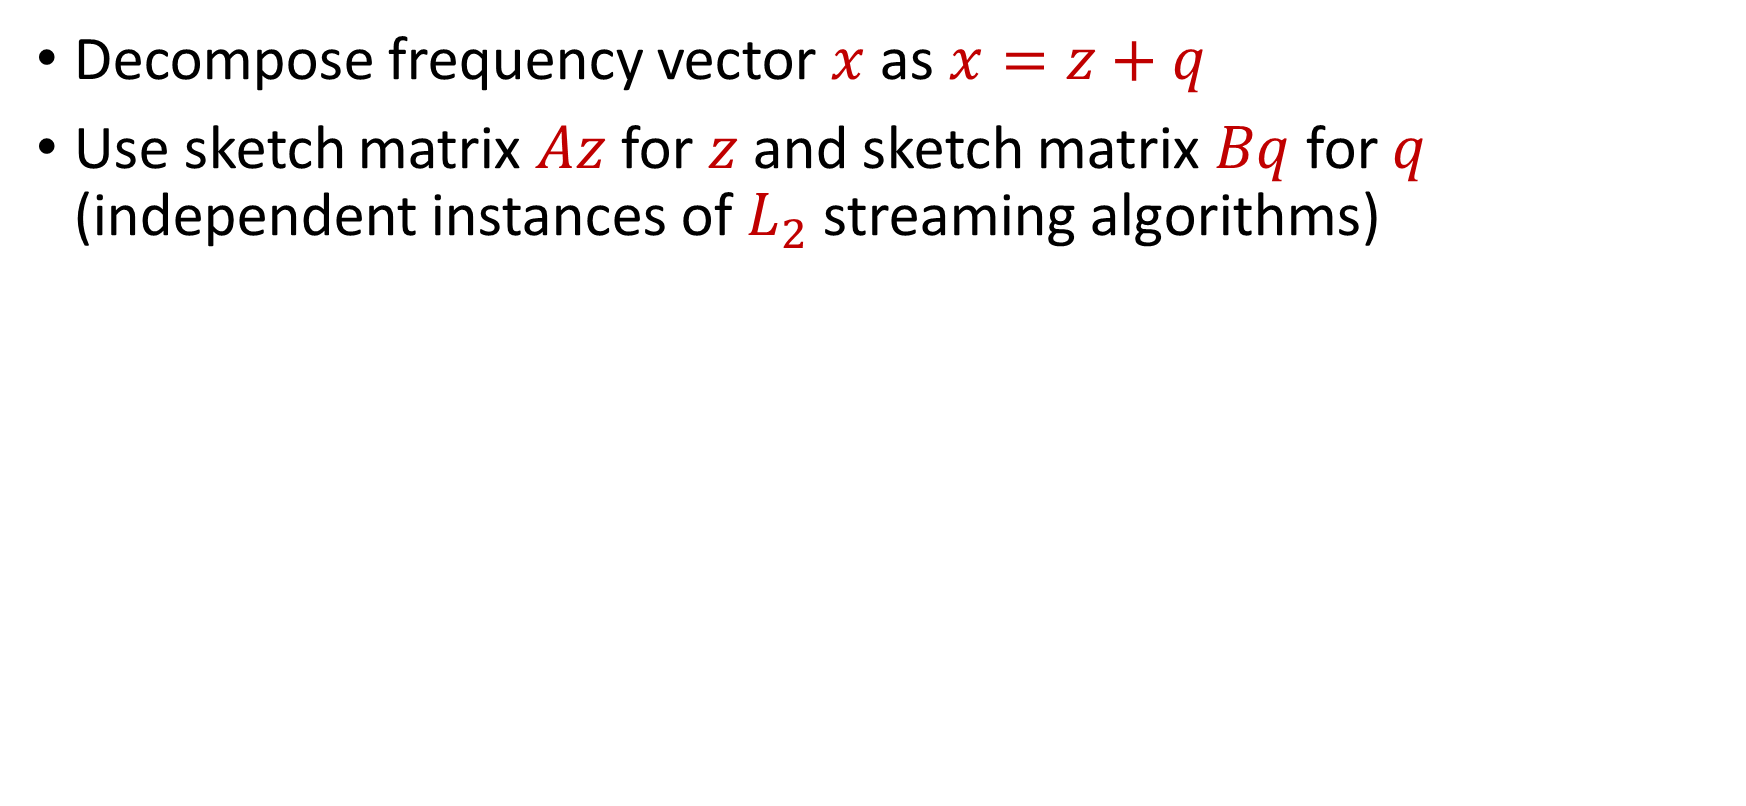 • Decompose frequency vector x as x = z + q
• Use sketch matrix Az for z and sketch matrix Bq for q
(independent instances of L₂ streaming algorithms)